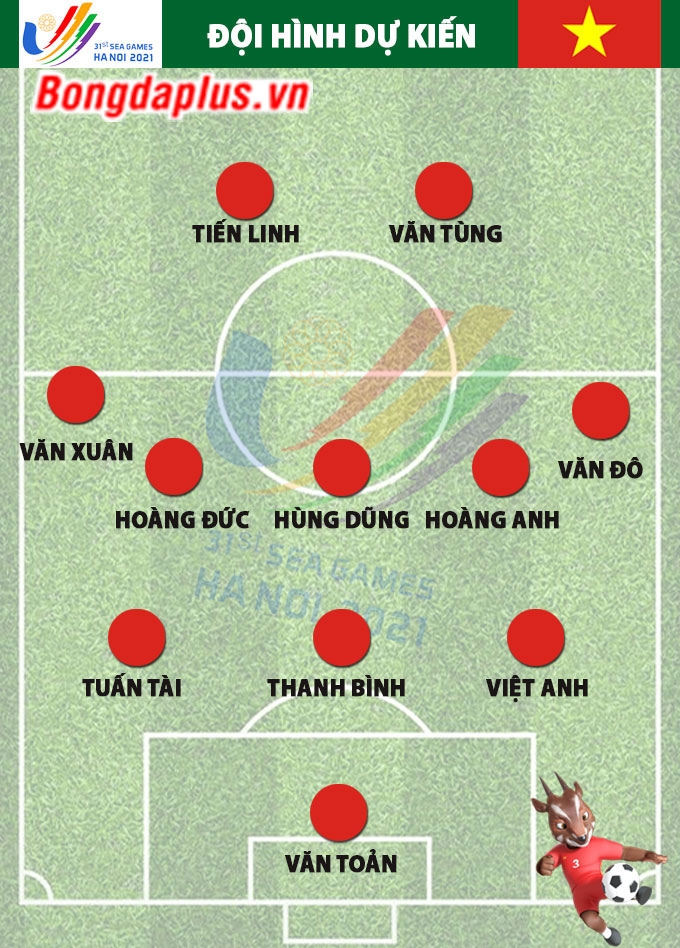 31ST SEA GAMES
HA NOI 2021
ĐỘI HÌNH DỰ KIẾN
Bongdaplus.vn
TIẾN LINH
VĂN TÙNG
VĂN XUÂN
VĂN ĐÔ
HOÀNG ĐỨC
HÙNG DŨNG
HOÀNG ANH
31ST SEA GAMES
HA NOI 2021
TUẤN TÀI
THANH BÌNH
VIỆT ANH
VĂN TOẢN
3